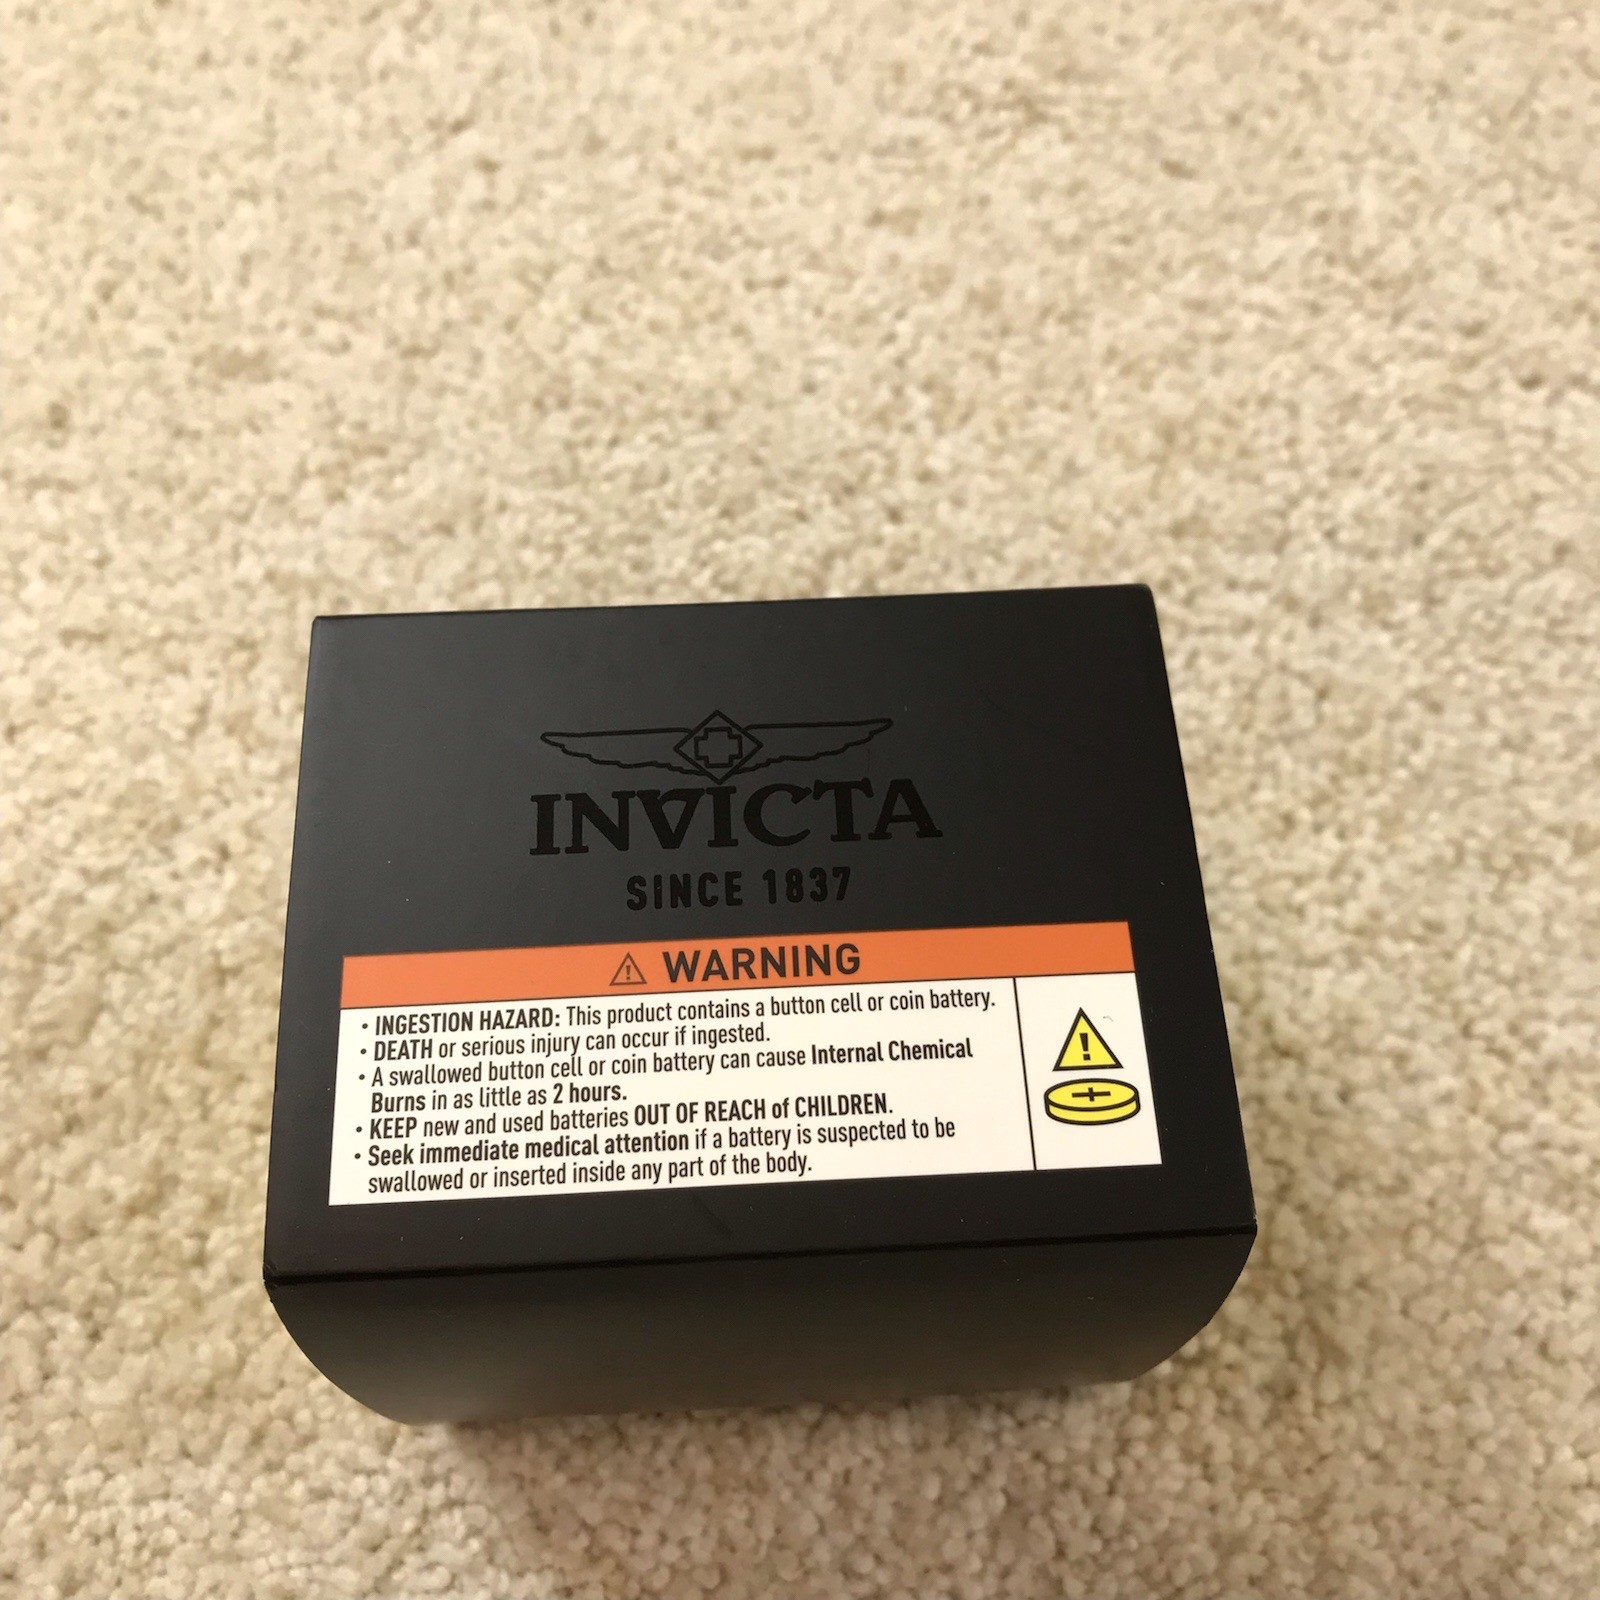 INVICTA
SINCE 1837
WARNING
• INGESTION HAZARD: This product contains a button cell or coin battery.
• DEATH or serious injury can occur if ingested.
• A swallowed button cell or coin battery can cause Internal Chemical
Burns in as little as 2 hours.
• KEEP new and used batteries OUT OF REACH of CHILDREN.
• Seek immediate medical attention if a battery is suspected to be
swallowed or inserted inside any part of the body.